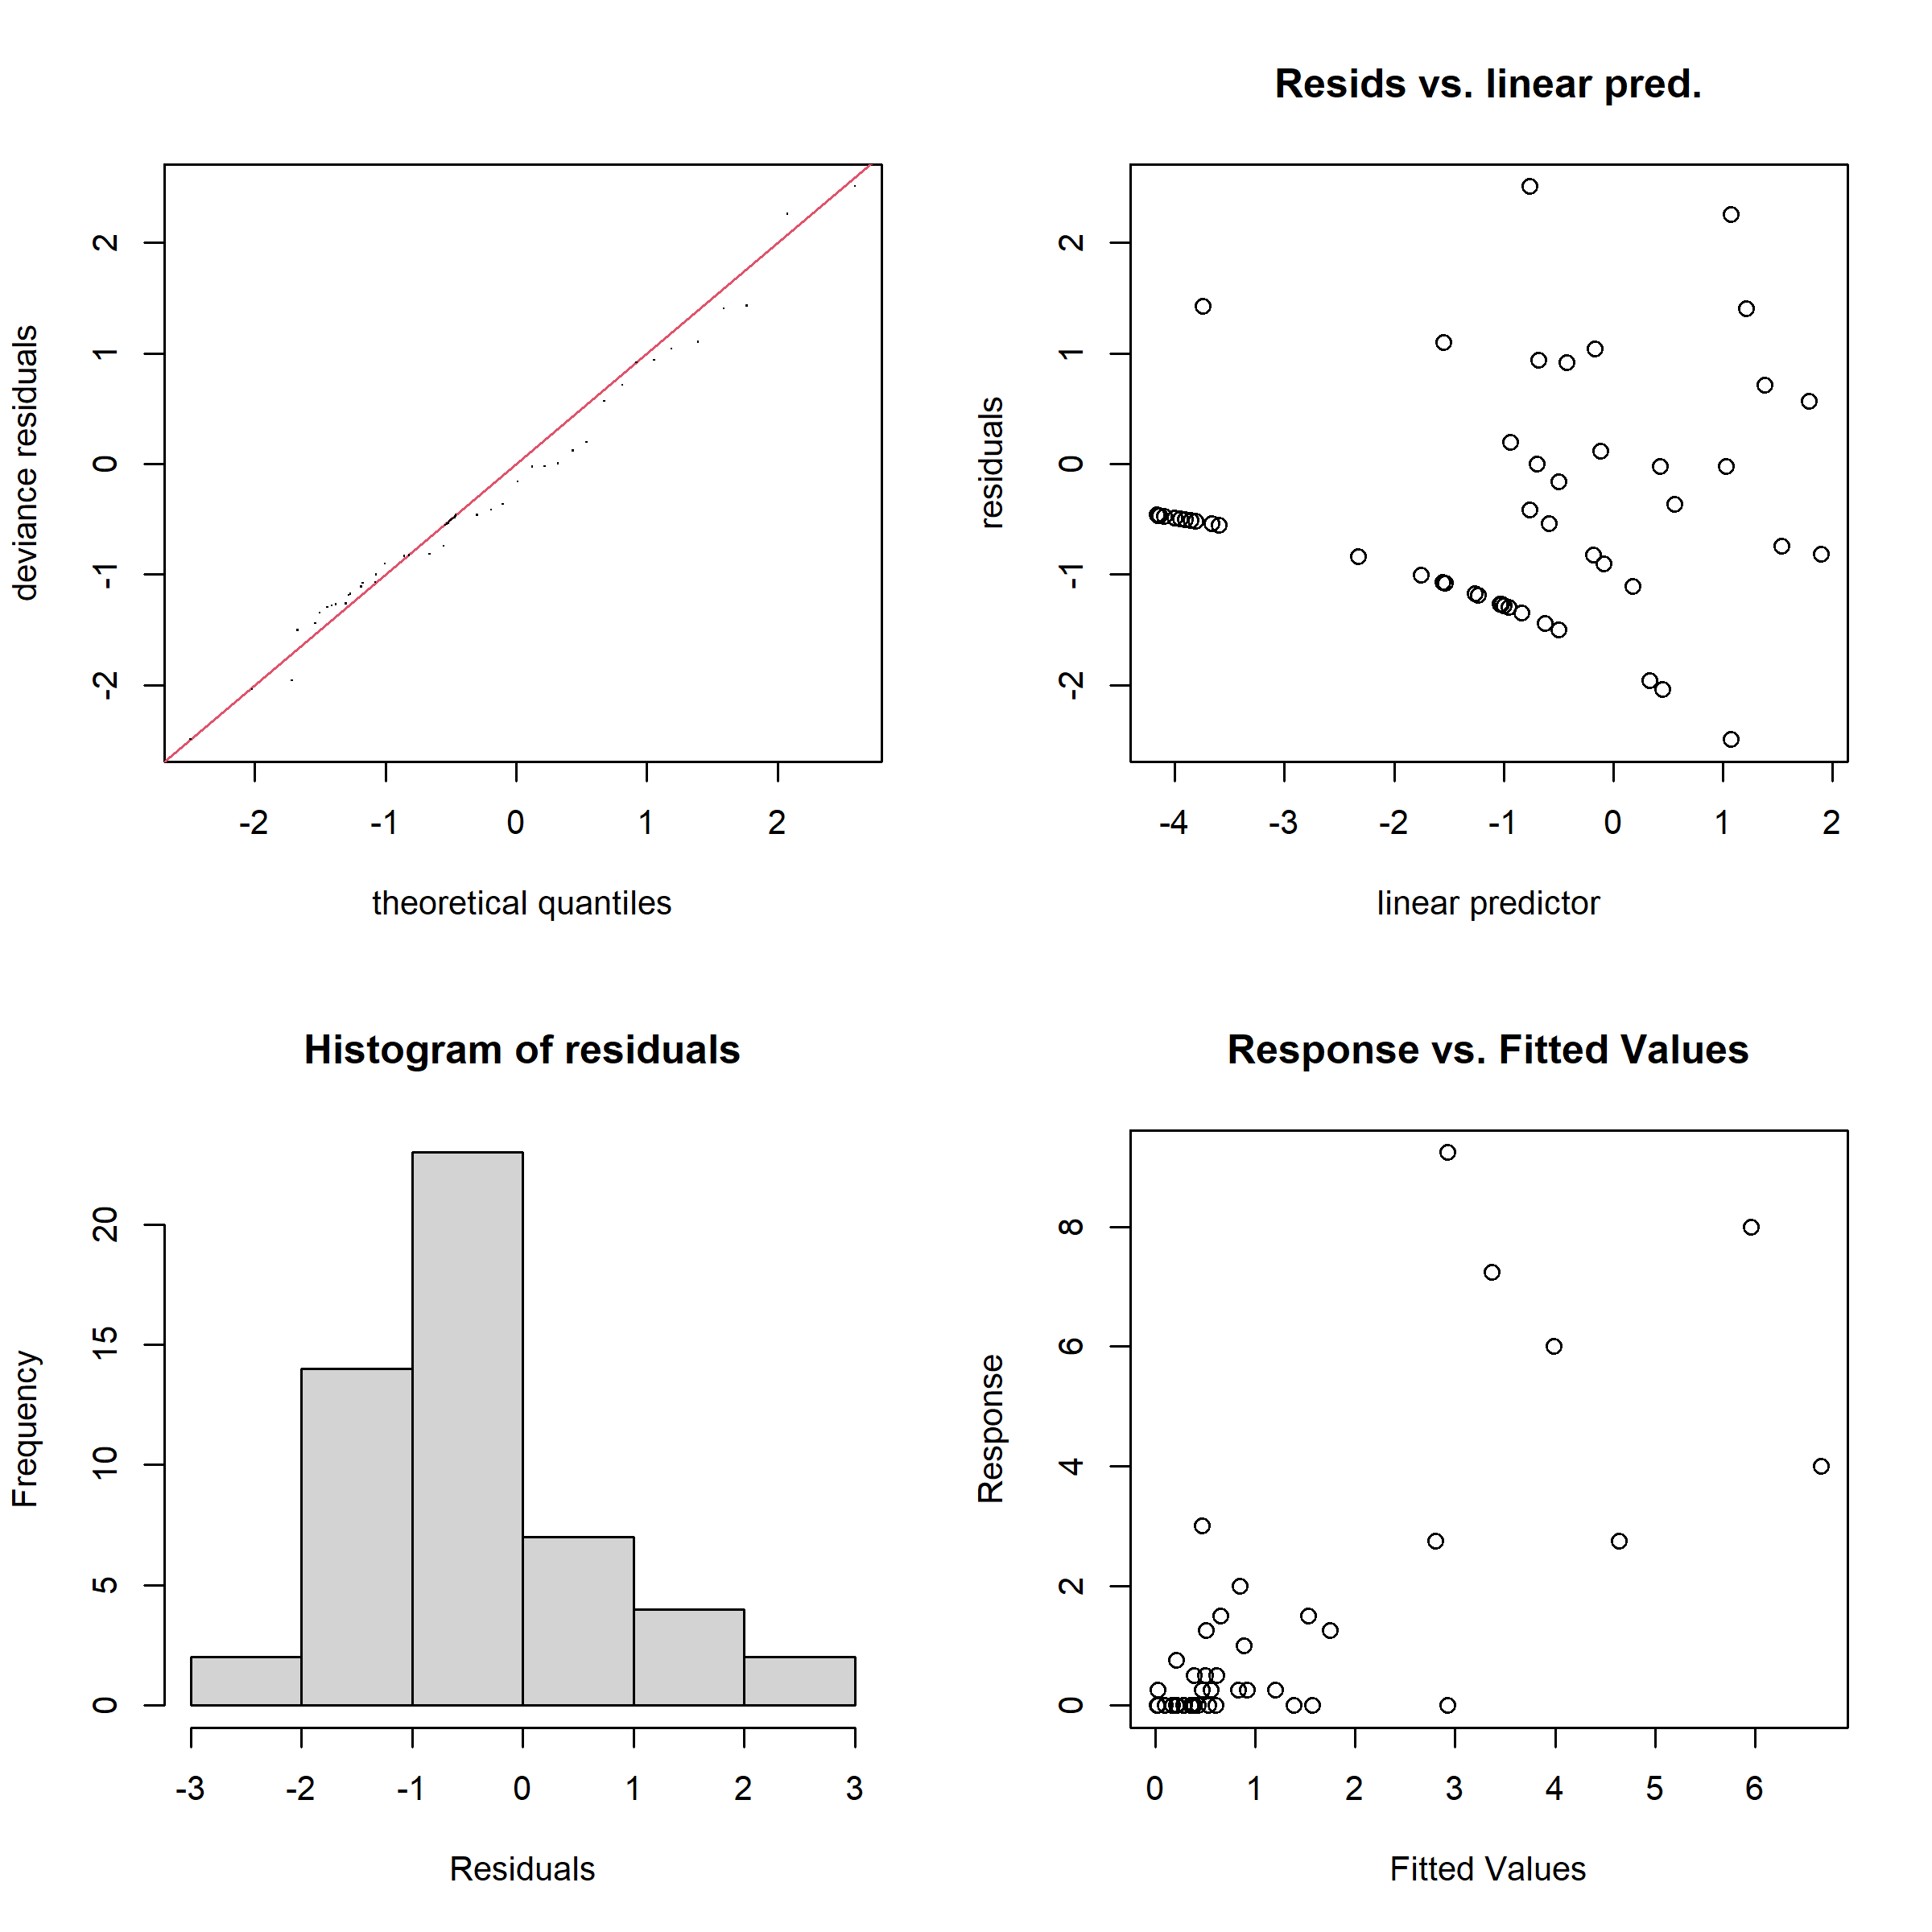 deviance residuals
2
1
0
-1
-2
-2 -1 0 1 2
theoretical quantiles
Resids vs. linear pred.
residuals
2
1
0
-1
-2
-4 -3 -2 -1 0 1 2
linear predictor
Histogram of residuals
Frequency
20
15
10
5
0
-3 -2 -1 0 1 2 3
Residuals
Response vs. Fitted Values
Response
8
6
4
2
0
0 1 2 3 4 5 6
Fitted Values